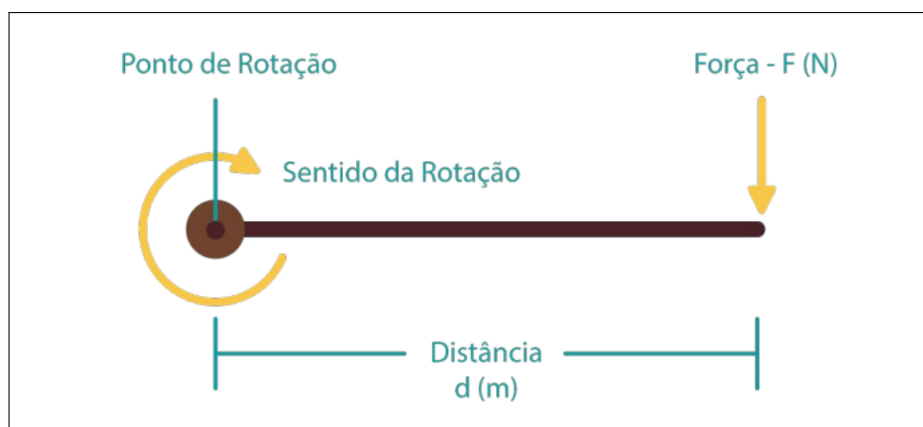 Ponto de Rotação
Força - F (N)
Sentido da Rotação
Distância
d (m)